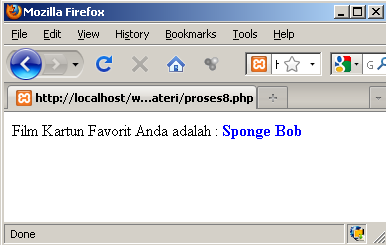 Mozilla Firefox
File Edit View History Bookmarks Tools Help
G
http://localhost/w...ateri/proses8.php
Film Kartun Favorit Anda adalah : Sponge Bob
Done